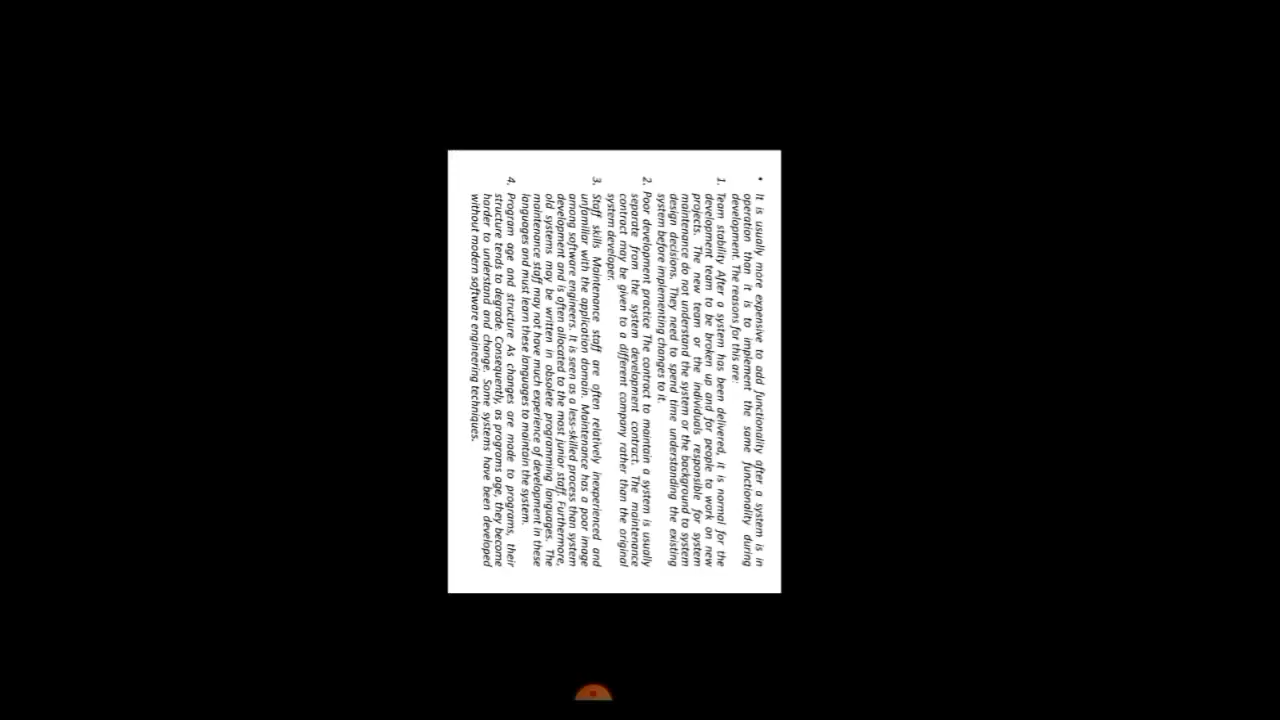 • It is usually more expensive to add functionality after a system is in
operation than it is to implement the same functionality during
development. The reasons for this are:
1. Team stability After a system has been delivered, it is normal for the
development team to be broken up and for people to work on new
projects. The new team or the individuals responsible for system
maintenance do not understand the system or the background to system
design decisions. They need to spend time understanding the existing
system before implementing changes to it.
2. Poor development practice The contract to maintain a system is usually
separate from the system development contract. The maintenance
contract may be given to a different company rather than the original
system developer.
3. Staff skills Maintenance staff are often relatively inexperienced and
unfamiliar with the application domain. Maintenance has a poor image
among software engineers. It is seen as a less-skilled process than system
development and is often allocated to the most junior staff. Furthermore,
old systems may be written in obsolete programming languages. The
maintenance staff may not have much experience of development in these
languages and must learn these languages to maintain the system.
4. Program age and structure As changes are made to programs, their
structure tends to degrade. Consequently, as programs age, they become
harder to understand and change. Some systems have been developed
without modern software engineering techniques.